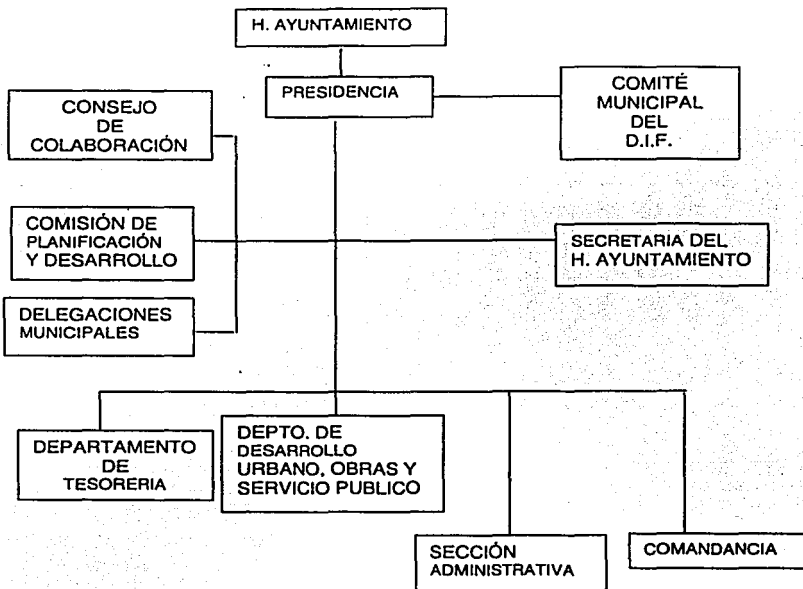 H. AYUNTAMIENTO
PRESIDENCIA
COMITÉ
MUNICIPAL
DEL
D.I.F.
CONSEJO
DE
COLABORACIÓN
COMISIÓN DE
PLANIFICACIÓN
Y DESARROLLO
SECRETARIA DEL
H. AYUNTAMIENTO
DELEGACIONES
MUNICIPALES
DEPARTAMENTO
DE
TESORERIA
DEPTO. DE
DESARROLLO
URBANO, OBRAS Y
SERVICIO PUBLICO
SECCIÓN
ADMINISTRATIVA
COMANDANCIA